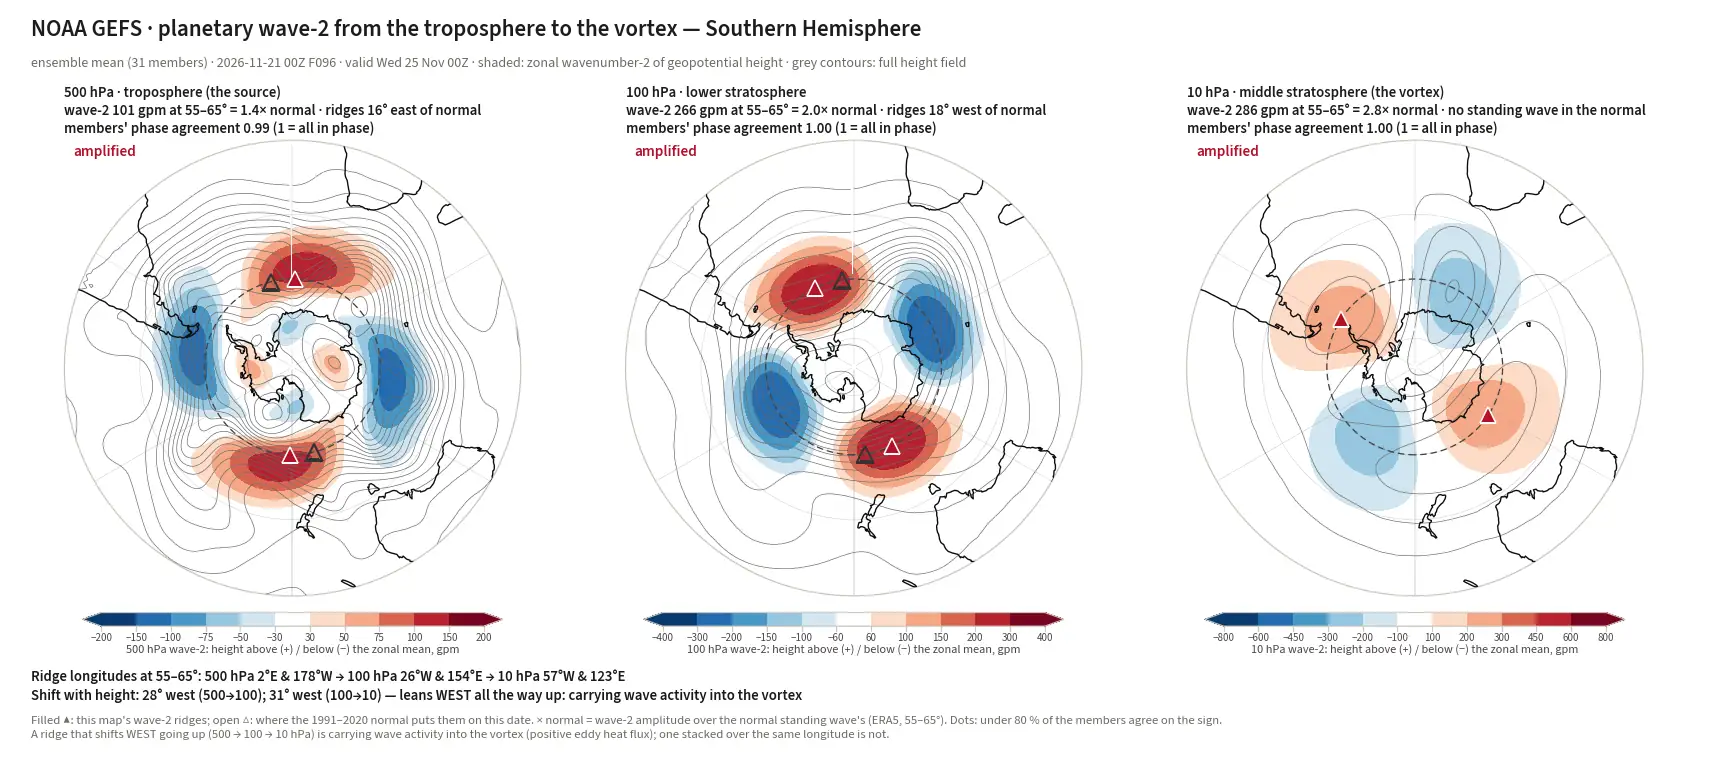 NOAA GEFS · planetary wave-2 from the troposphere to the vortex — Southern Hemisphere
ensemble mean (31 members) · 2026-11-21 00Z F096 · valid Wed 25 Nov 00Z · shaded: zonal wavenumber-2 of geopotential height · grey contours: full height field
500 hPa · troposphere (the source)
wave-2 101 gpm at 55–65° = 1.4× normal · ridges 16° east of normal
members' phase agreement 0.99 (1 = all in phase)
amplified
100 hPa · lower stratosphere
wave-2 266 gpm at 55–65° = 2.0× normal · ridges 18° west of normal
members' phase agreement 1.00 (1 = all in phase)
amplified
10 hPa · middle stratosphere (the vortex)
wave-2 286 gpm at 55–65° = 2.8× normal · no standing wave in the normal
members' phase agreement 1.00 (1 = all in phase)
amplified
−200 −150 −100 −75 −50 −30 30 50 75 100 150 200
500 hPa wave-2: height above (+) / below (−) the zonal mean, gpm
−400 −300 −200 −150 −100 −60 60 100 150 200 300 400
100 hPa wave-2: height above (+) / below (−) the zonal mean, gpm
−800 −600 −450 −300 −200 −100 100 200 300 450 600 800
10 hPa wave-2: height above (+) / below (−) the zonal mean, gpm
Ridge longitudes at 55–65°: 500 hPa 2°E & 178°W → 100 hPa 26°W & 154°E → 10 hPa 57°W & 123°E
Shift with height: 28° west (500→100); 31° west (100→10) — leans WEST all the way up: carrying wave activity into the vortex
Filled ▲: this map's wave-2 ridges; open △: where the 1991–2020 normal puts them on this date. × normal = wave-2 amplitude over the normal standing wave's (ERA5, 55–65°). Dots: under 80 % of the members agree on the sign.
A ridge that shifts WEST going up (500 → 100 → 10 hPa) is carrying wave activity into the vortex (positive eddy heat flux); one stacked over the same longitude is not.